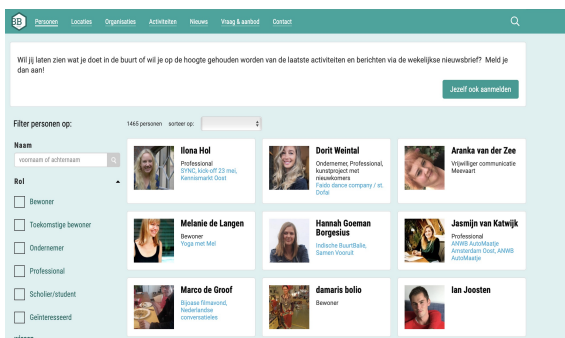 BB Personen Locaties Organisaties Activiteiten Nieuws Vraag & aanbod Contact
Wil jij laten zien wat je doet in de buurt of wil je op de hoogte gehouden worden van de laatste activiteiten en berichten via de wekelijkse nieuwsbrief? Meld je
dan aan!
Jezelf ook aanmelden
Filter personen op:
1465 personen sorteer op:
Naam
voornaam of achternaam
Rol
Bewoner
Toekomstige bewoner
Ondernemer
Professional
Scholier/student
Geïnteresseerd
Ilona Hol
Professional
SYNC, kick-off 23 mei,
Kennismarkt Oost
Dorit Weintal
Ondernemer, Professional,
kunstproject met
nieuwkomers
Faido dance company / st.
Dofai
Aranka van der Zee
Vrijwilliger communicatie
Meevaart
Melanie de Langen
Bewoner
Yoga met Mel
Hannah Goeman
Borgesius
Indische BuurtBalie,
Samen Vooruit
Jasmijn van Katwijk
Professional
ANWB AutoMaatje
Amsterdam Oost, ANWB
AutoMaatje
Marco de Groof
Bijoase filmavond,
Nederlandse
conversatieles
damaris bolio
Bewoner
Ian Joosten